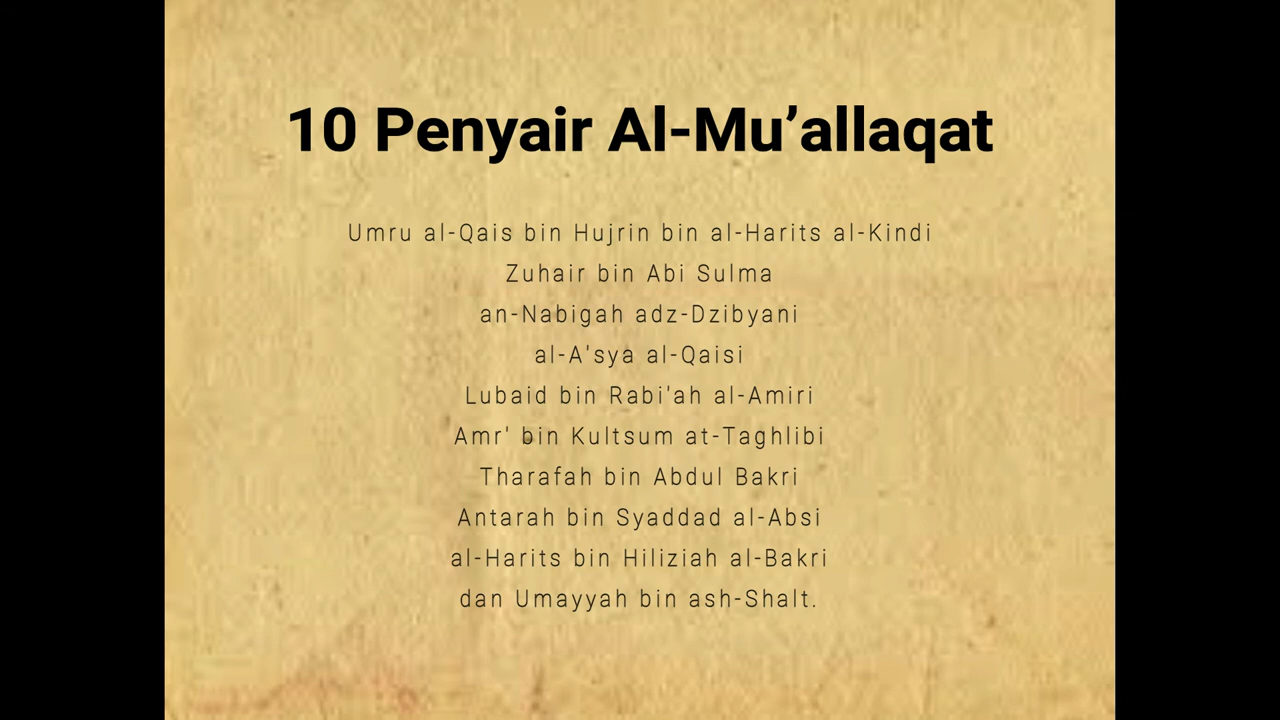 10 Penyair Al-Mu’allaqat
Umru al-Qais bin Hujrin bin al-Harits al-Kindi
Zuhair bin Abi Sulma
an-Nabigah adz-Dzibyani
al-A'sya al-Qaisi
Lubaid bin Rabi'ah al-Amiri
Amr' bin Kultsum at-Taghlibi
Tharafah bin Abdul Bakri
Antarah bin Syaddad al-Absi
al-Harits bin Hiliziah al-Bakri
dan Umayyah bin ash-Shalt.